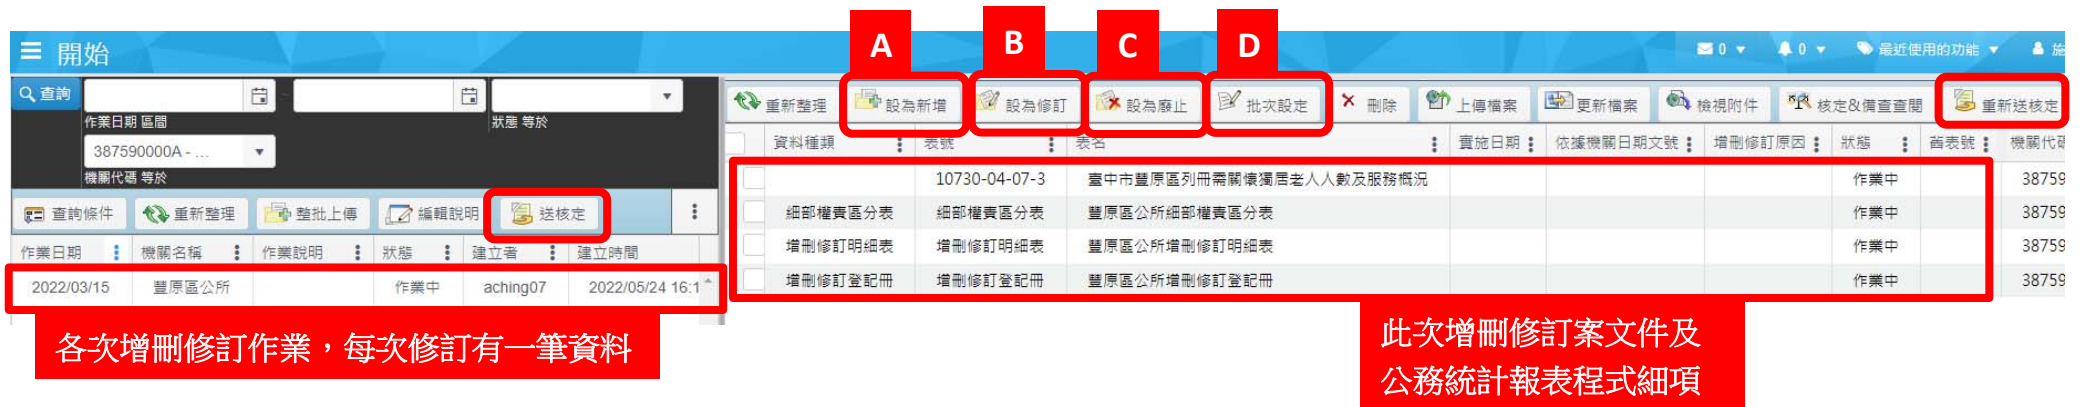 A B C D
開始 0 0 最近使用的功能 施
查詢 ~
作業日期 區間 狀態 等於
387590000A - ...
機關代碼 等於
查詢條件 重新整理 整批上傳 編輯說明 送核定
作業日期 機關名稱 作業說明 狀態 建立者 建立時間
2022/03/15 豐原區公所 作業中 aching07 2022/05/24 16:1
各次增刪修訂作業，每次修訂有一筆資料
重新整理 設為新增 設為修訂 設為廢止 批次設定 刪除 上傳檔案 更新檔案 檢視附件 核定&備查查閱 重新送核定
資料種類 表號 表名 實施日期 依據機關日期文號 增刪修訂原因 狀態 舊表號 機關代碼
10730-04-07-3 臺中市豐原區列冊需關懷獨居老人人數及服務概況 作業中 38759
細部權責區分表 細部權責區分表 豐原區公所細部權責區分表 作業中 38759
增刪修訂明細表 增刪修訂明細表 豐原區公所增刪修訂明細表 作業中 38759
增刪修訂登記冊 增刪修訂登記冊 豐原區公所增刪修訂登記冊 作業中 38759
此次增刪修訂案文件及
公務統計報表程式細項